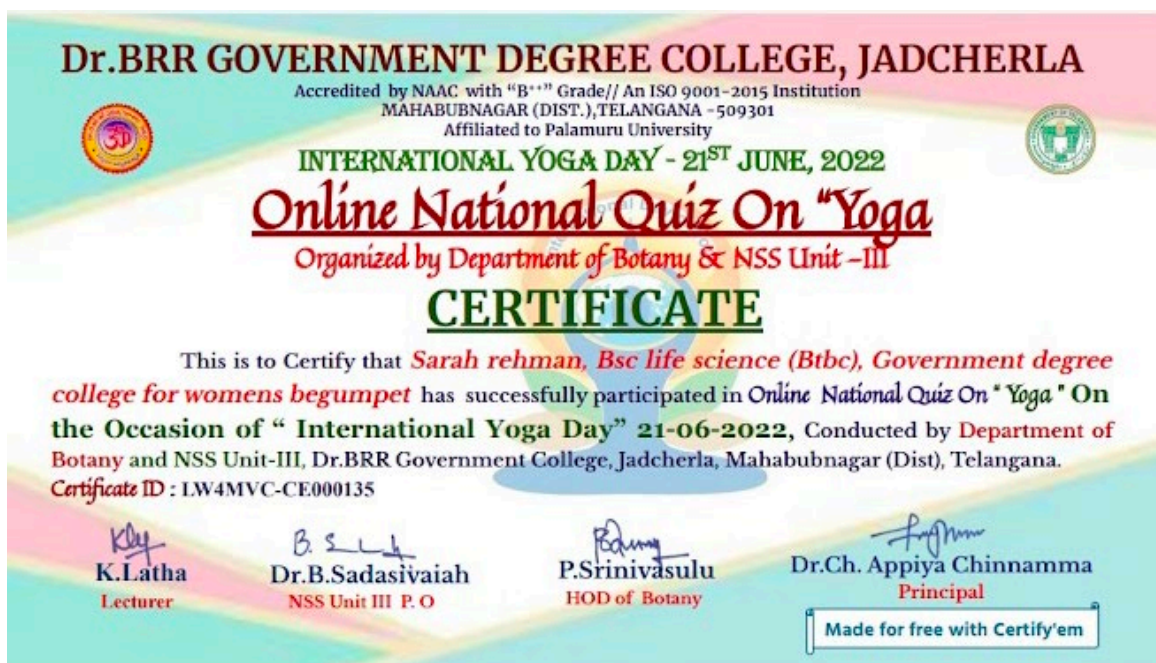 Dr.BRR GOVERNMENT DEGREE COLLEGE, JADCHERLA
Accredited by NAAC with “B⁺⁺” Grade// An ISO 9001-2015 Institution
MAHABUBNAGAR (DIST.),TELANGANA -509301
Affiliated to Palamuru University
INTERNATIONAL YOGA DAY - 21ST JUNE, 2022
Online National Quiz On “Yoga
Organized by Department of Botany & NSS Unit –III
CERTIFICATE
This is to Certify that Sarah rehman, Bsc life science (Btbc), Government degree
college for womens begumpet has successfully participated in Online National Quiz On “ Yoga ” On
the Occasion of “ International Yoga Day” 21-06-2022, Conducted by Department of
Botany and NSS Unit-III, Dr.BRR Government College, Jadcherla, Mahabubnagar (Dist), Telangana.
Certificate ID : LW4MVC-CE000135
K.Latha
Lecturer
Dr.B.Sadasivaiah
NSS Unit III P. O
P.Srinivasulu
HOD of Botany
Dr.Ch. Appiya Chinnamma
Principal
Made for free with Certify'em